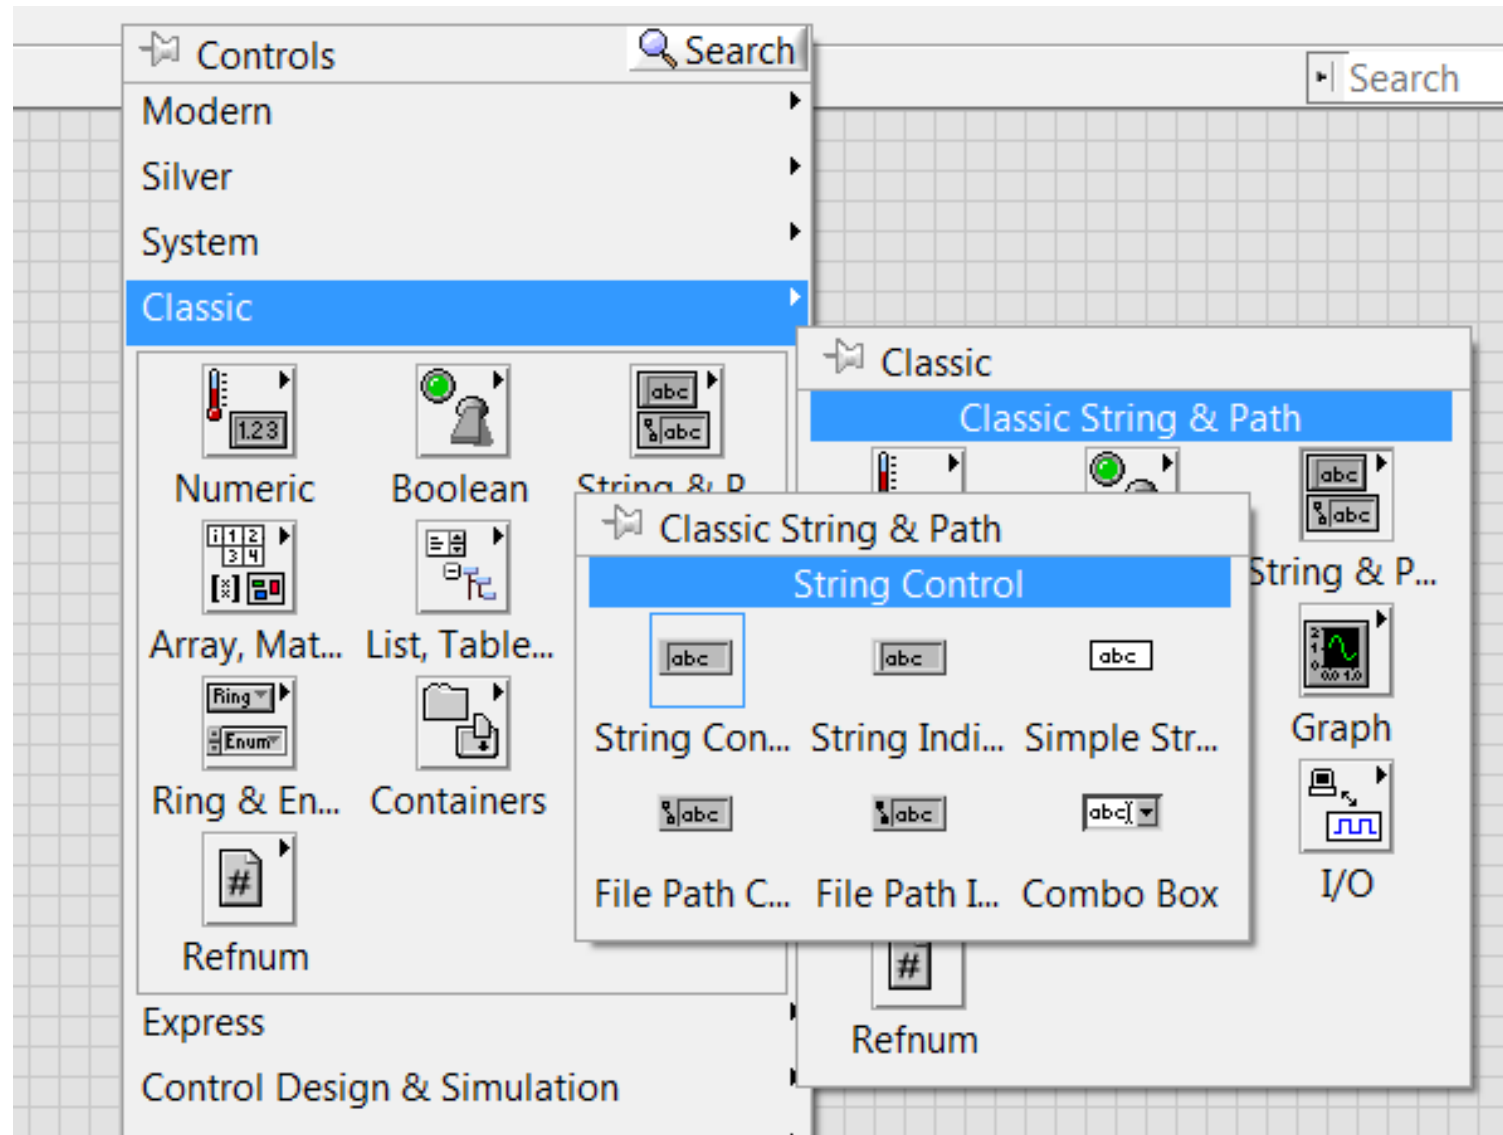 Controls
Search
Search
Modern
Silver
System
Classic
Numeric
Boolean
Array, Mat...
List, Table...
Ring & En...
Containers
Refnum
Express
Control Design & Simulation
Classic
Classic String & Path
String & P...
Graph
I/O
Refnum
Classic String & Path
String Control
String Con...
String Indi...
Simple Str...
File Path C...
File Path I...
Combo Box